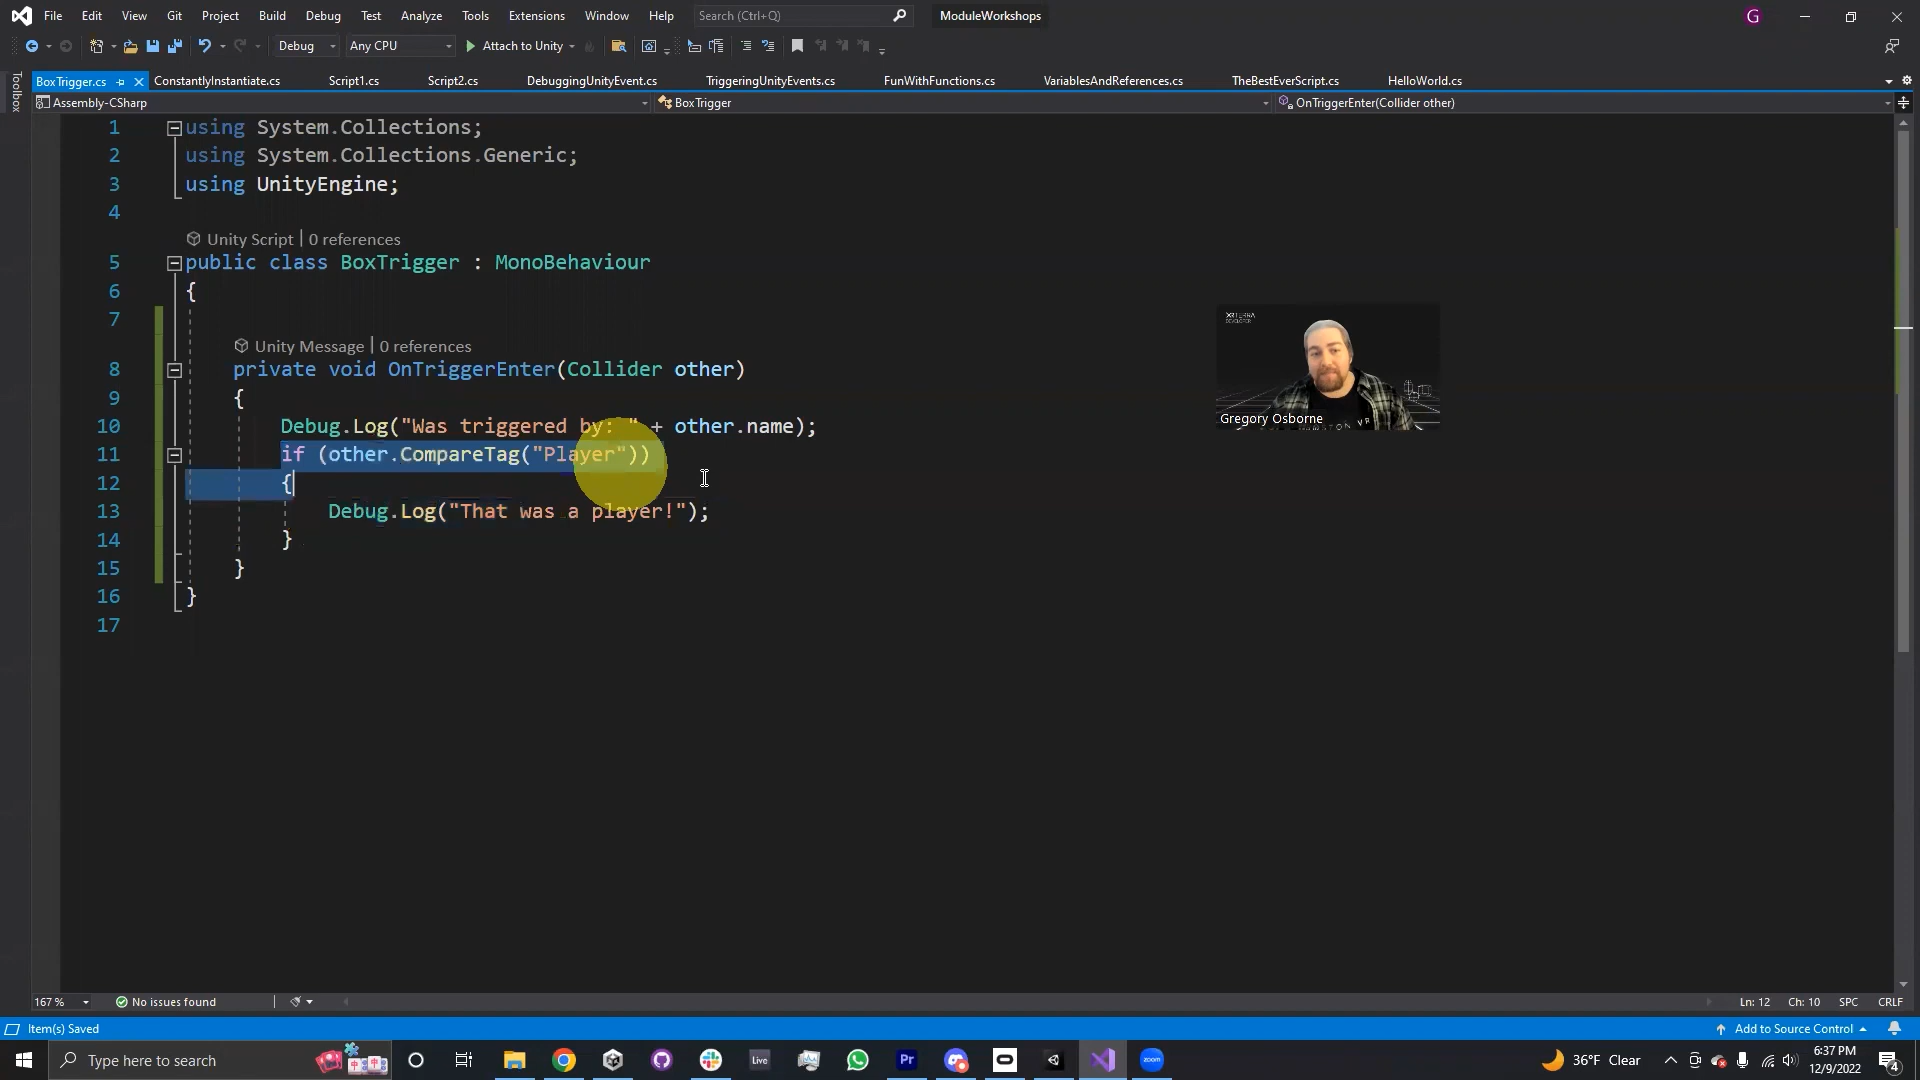 File Edit View Git Project Build Debug Test Analyze Tools Extensions Window Help Search (Ctrl+Q) ModuleWorkshops G
Debug Any CPU Attach to Unity
Toolbox
BoxTrigger.cs ConstantlyInstantiate.cs Script1.cs Script2.cs DebuggingUnityEvent.cs TriggeringUnityEvents.cs FunWithFunctions.cs VariablesAndReferences.cs TheBestEverScript.cs HelloWorld.cs
Assembly-CSharp BoxTrigger OnTriggerEnter(Collider other)
1 using System.Collections;
2 using System.Collections.Generic;
3 using UnityEngine;
4
Unity Script | 0 references
5 public class BoxTrigger : MonoBehaviour
6 {
7
Unity Message | 0 references
8 private void OnTriggerEnter(Collider other)
9 {
10 Debug.Log("Was triggered by: " + other.name);
11 if (other.CompareTag("Player"))
12 {
13 Debug.Log("That was a player!");
14 }
15 }
16 }
17
XRTERRA
DEVELOPER
Gregory Osborne
167 % No issues found Ln: 12 Ch: 10 SPC CRLF
Item(s) Saved Add to Source Control
Type here to search Live Pr zoom 36°F Clear 6:37 PM
12/9/2022 4